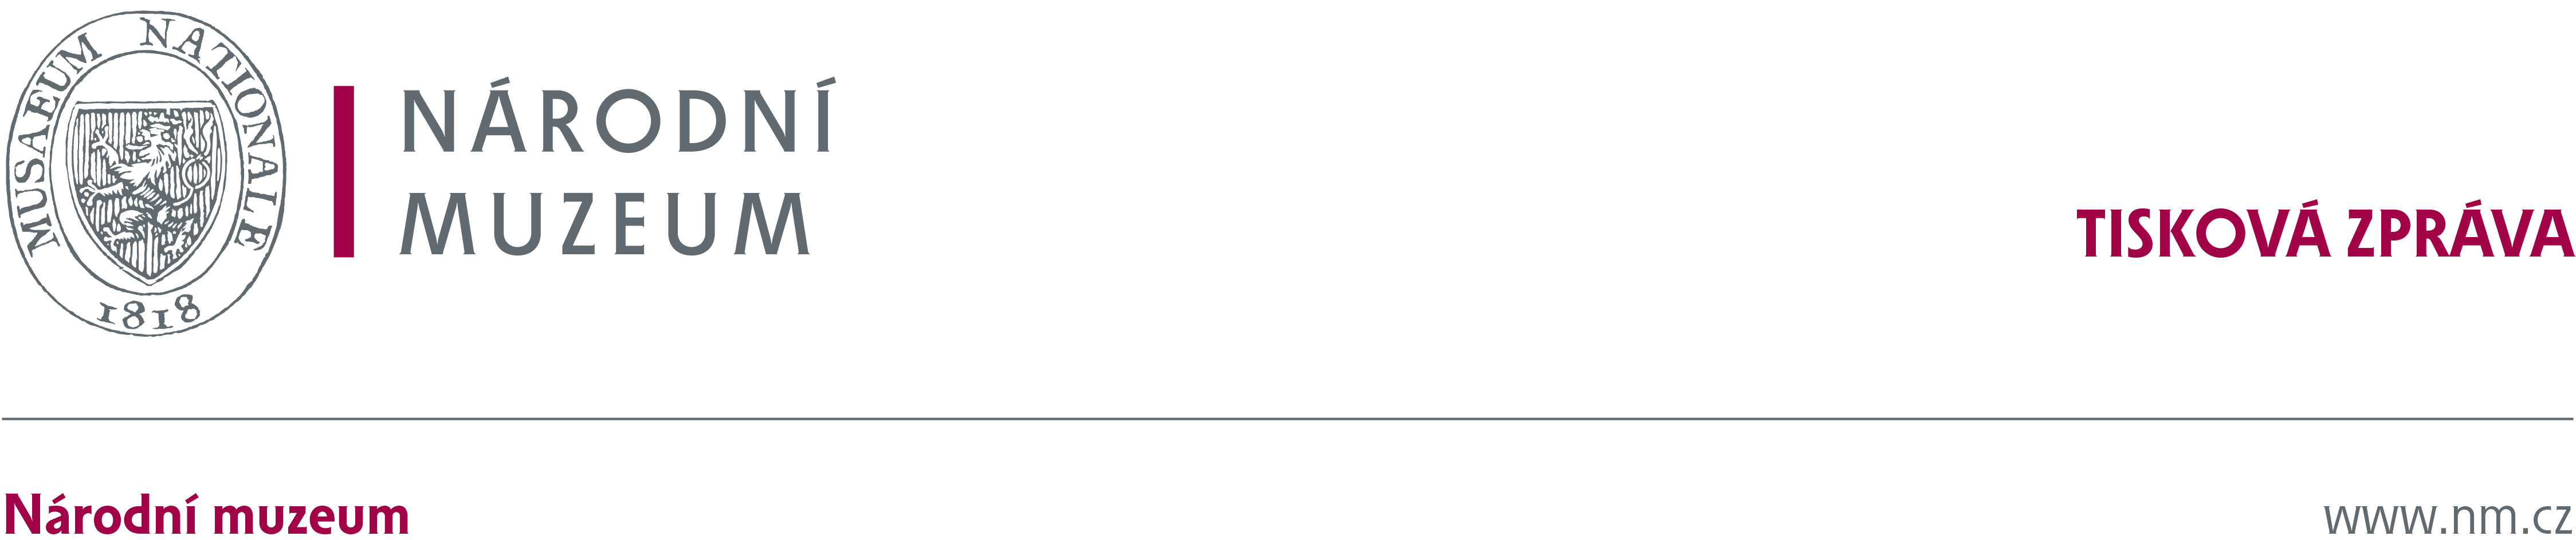 MUSAEUM NATIONALE
1818
NÁRODNÍ
MUZEUM
TISKOVÁ ZPRÁVA
Národní muzeum
www.nm.cz